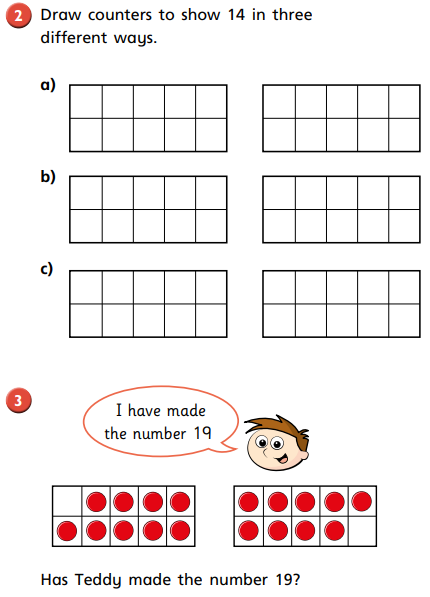 2 Draw counters to show 14 in three
different ways.
a)
b)
c)
3
I have made
the number 19
Has Teddy made the number 19?